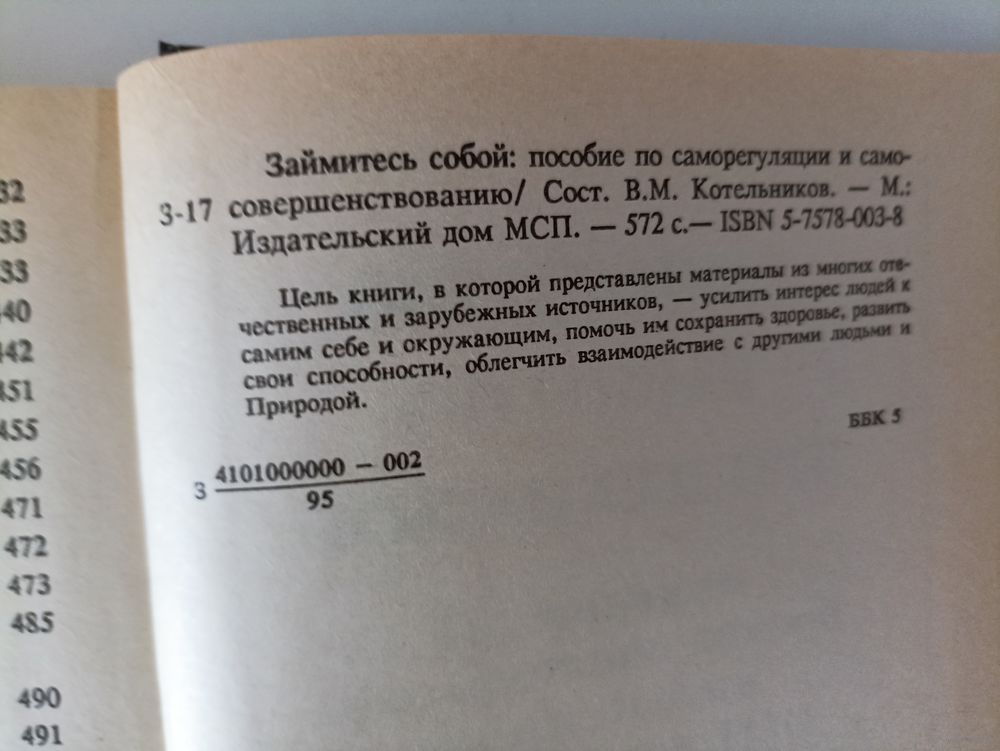 32
33
33
440
442
451
455
456
471
472
473
485
490
491
Займитесь собой: пособие по саморегуляции и само-
З-17 совершенствованию/ Сост. В.М. Котельников. — М.:
Издательский дом МСП. — 572 с.— ISBN 5-7578-003-8
Цель книги, в которой представлены материалы из многих оте-
чественных и зарубежных источников, — усилить интерес людей к
самим себе и окружающим, помочь им сохранить здоровье, развить
свои способности, облегчить взаимодействие с другими людьми и
Природой.
ББК 5
З 4101000000 — 002
95